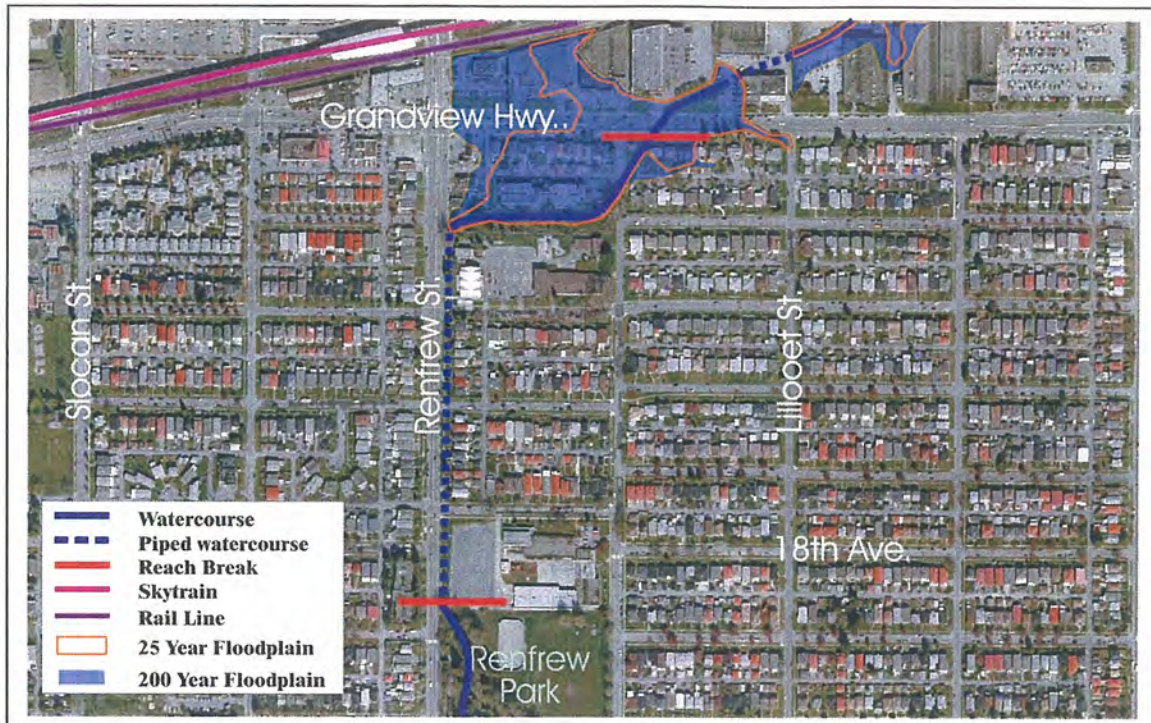 Grandview Hwy..
Slocan St.
Renfrew St.
Lillooet St.
18th Ave.
Renfrew
Park
Watercourse
Piped watercourse
Reach Break
Skytrain
Rail Line
25 Year Floodplain
200 Year Floodplain